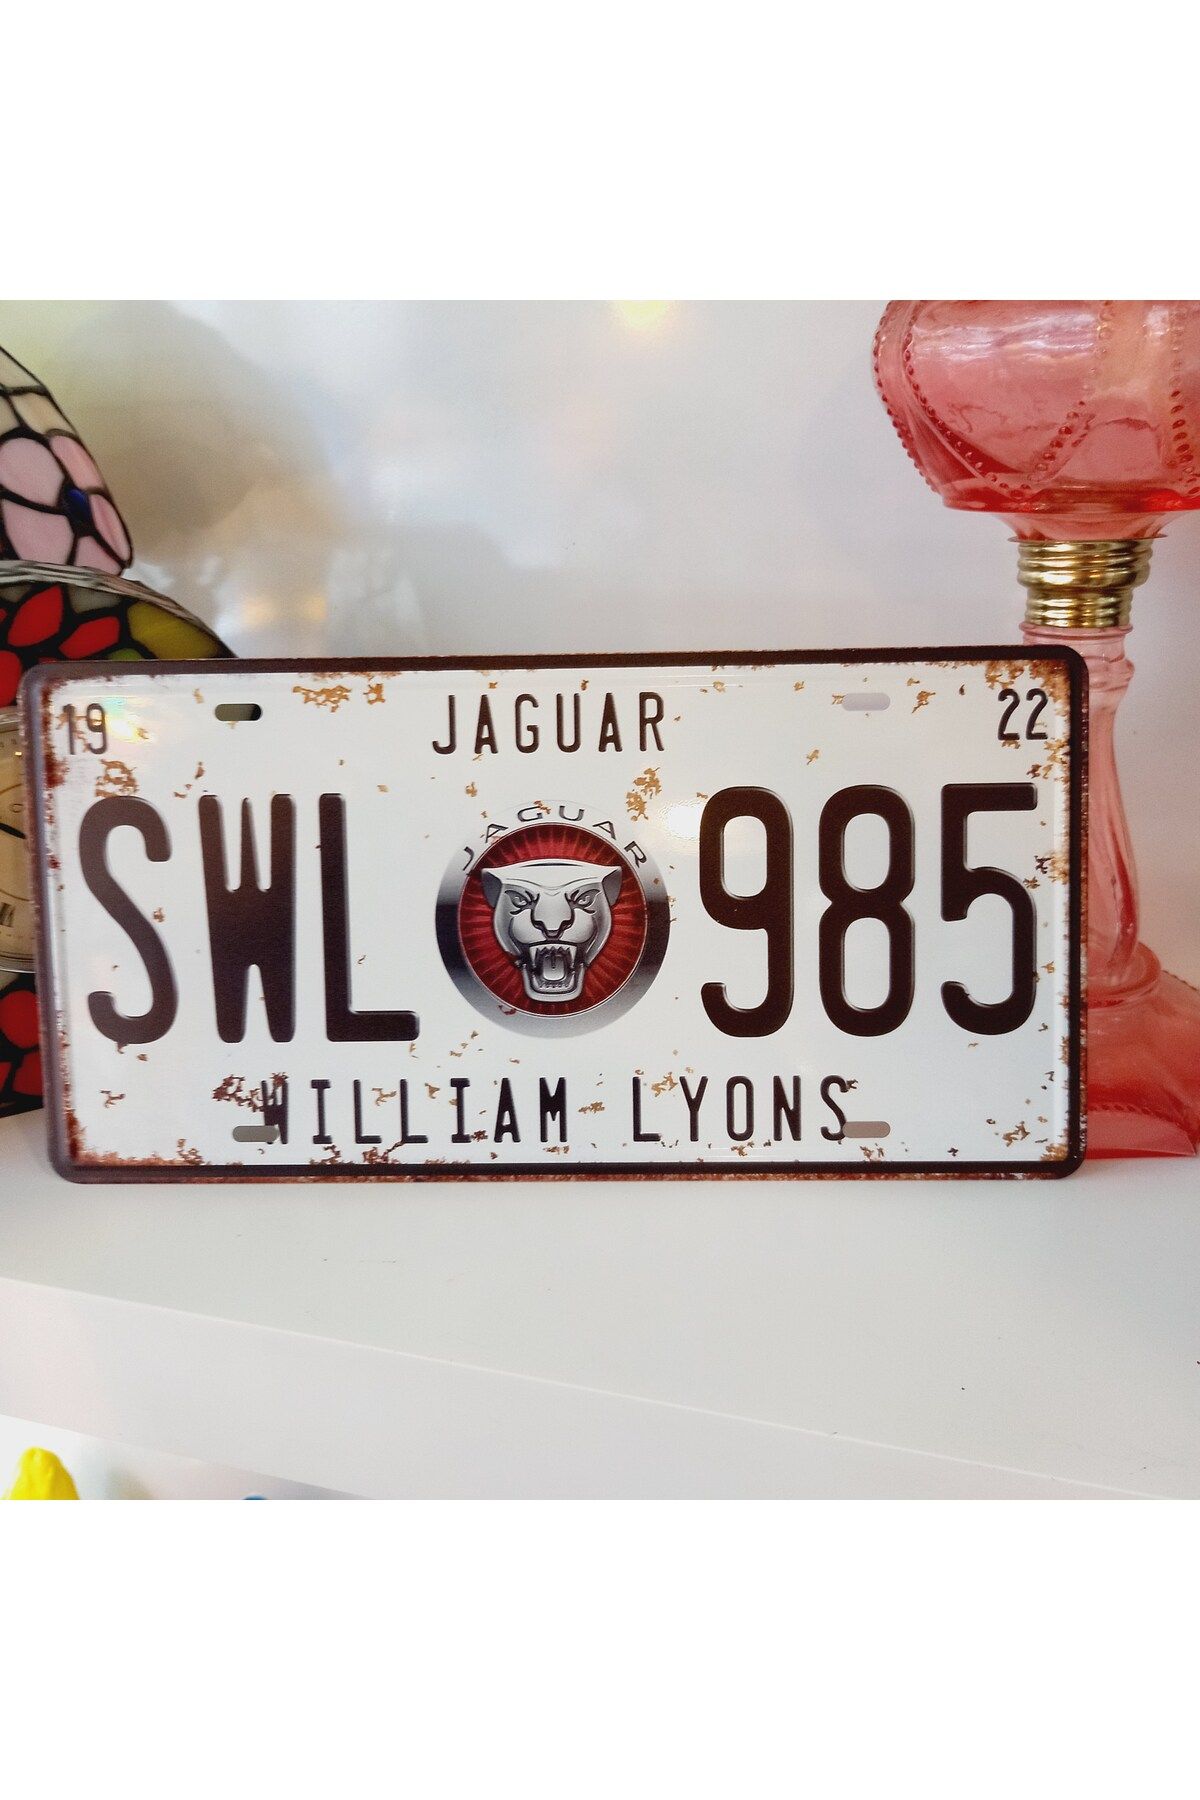 19 JAGUAR 22
SWL JAGUAR 985
WILLIAM LYONS